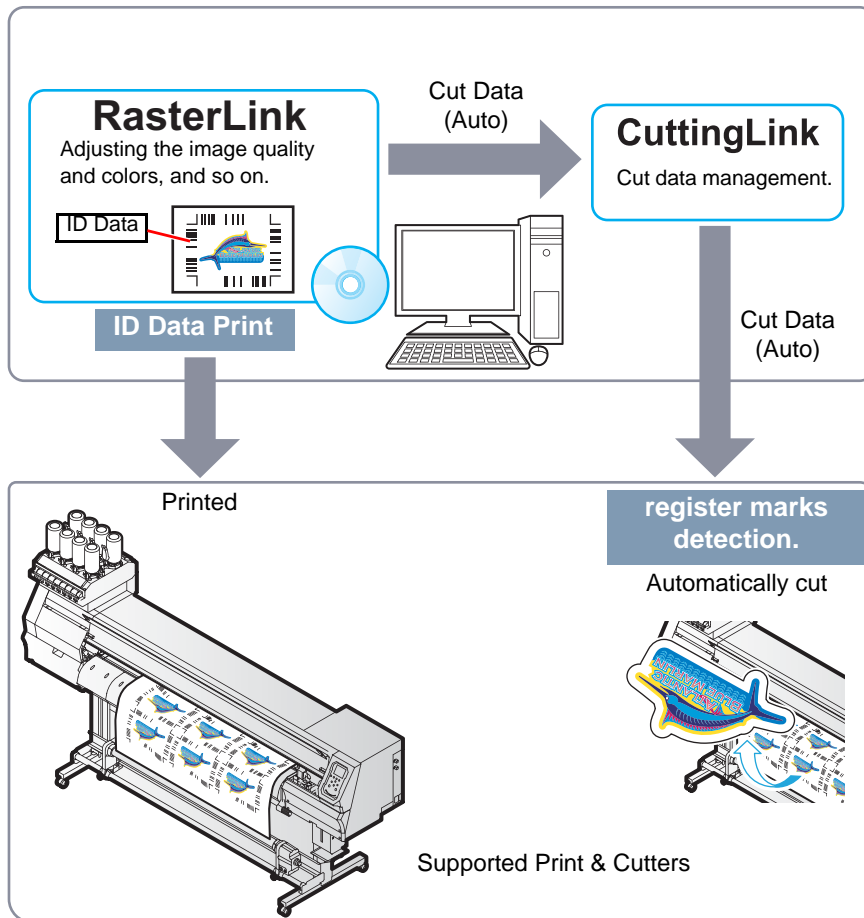 RasterLink
Adjusting the image quality
and colors, and so on.
ID Data
ID Data Print
Cut Data
(Auto)
CuttingLink
Cut data management.
Cut Data
(Auto)
Printed
register marks
detection.
Automatically cut
Supported Print & Cutters